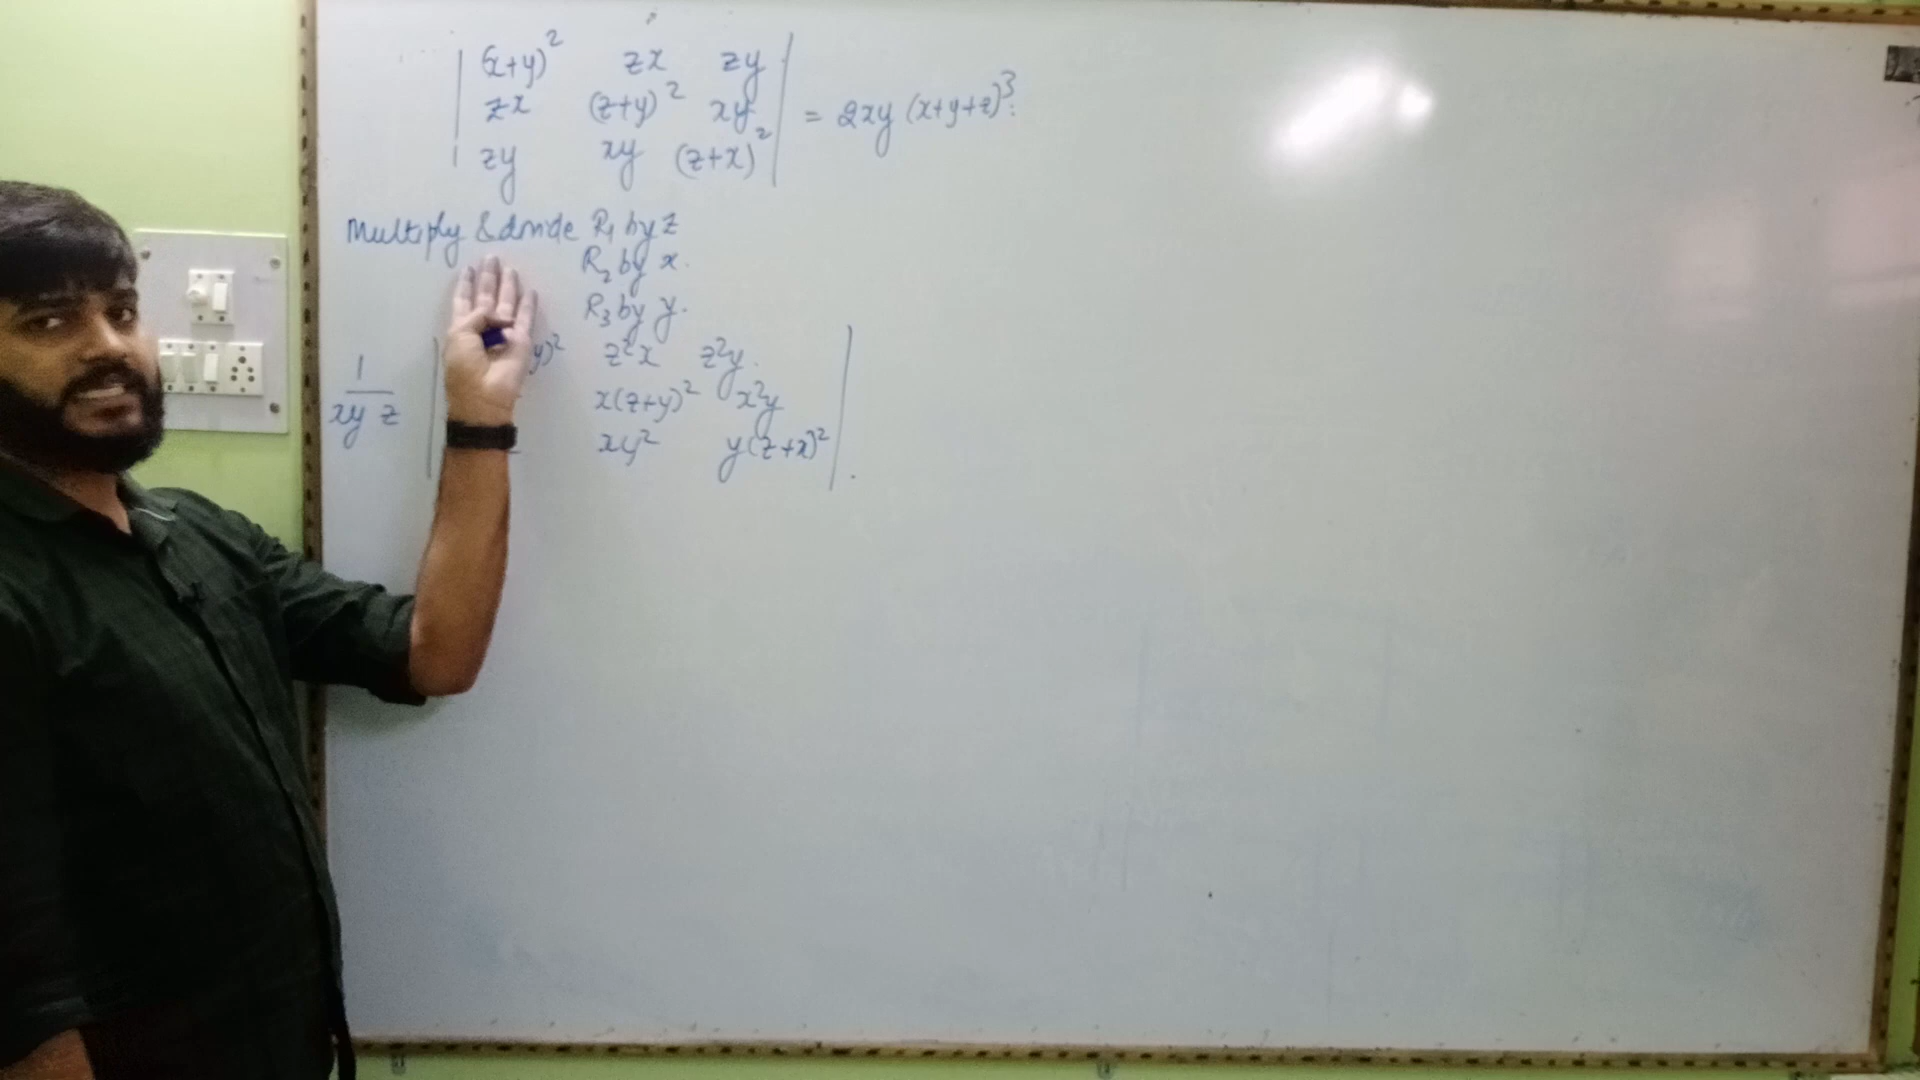 (x+y)² zx zy
zx (z+y)² xy = 2xy (x+y+z)³.
zy xy (z+x)²
Multiply & divide R₁ by z
R₂ by x.
R₃ by y.
y)² z²x z²y.
1/xyz x(z+y)² x²y
xy² y(z+x)²